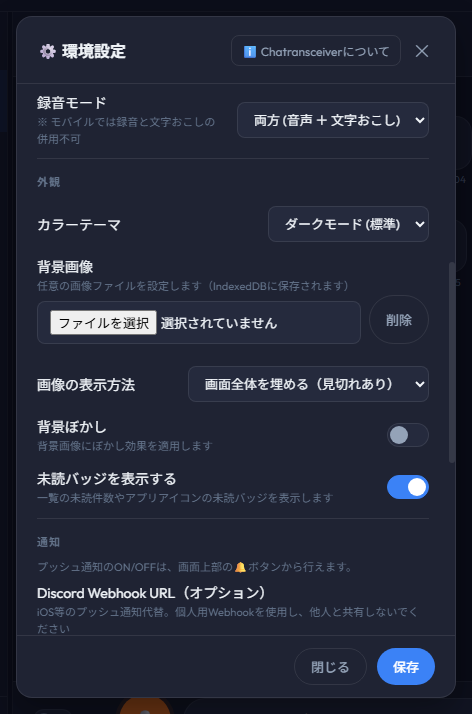 環境設定
Chatransceiverについて
録音モード
※ モバイルでは録音と文字おこしの
併用不可
両方 (音声 + 文字おこし)
外観
カラーテーマ
ダークモード (標準)
背景画像
任意の画像ファイルを設定します（IndexedDBに保存されます）
ファイルを選択 選択されていません
削除
画像の表示方法
画面全体を埋める（見切れあり）
背景ぼかし
背景画像にぼかし効果を適用します
未読バッジを表示する
一覧の未読件数やアプリアイコンの未読バッジを表示します
通知
プッシュ通知のON/OFFは、画面上部の🔔ボタンから行えます。
Discord Webhook URL（オプション）
iOS等のプッシュ通知代替。個人用Webhookを使用し、他人と共有しないでく
ださい
閉じる
保存